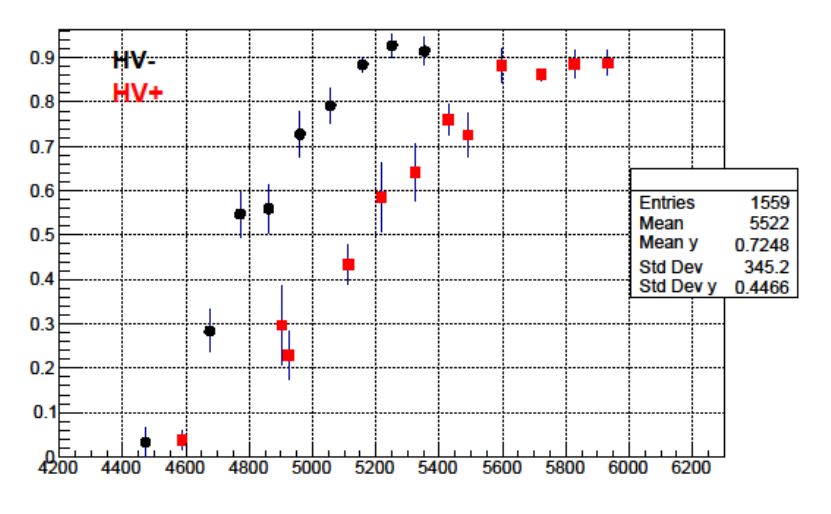 0.9
0.8
0.7
0.6
0.5
0.4
0.3
0.2
0.1
0
HV-
HV+
Entries 1559
Mean 5522
Mean y 0.7248
Std Dev 345.2
Std Dev y 0.4466
4200 4400 4600 4800 5000 5200 5400 5600 5800 6000 6200